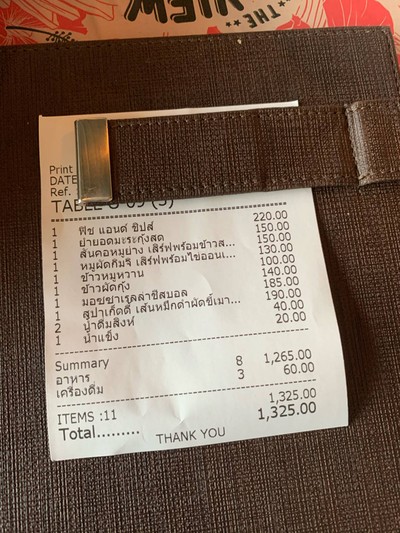 THE VIEW
Print
DATE
Ref.
TABLE
1 ฟิช แอนด์ ชิปส์ 220.00
1 ยำยอดมะระกุ้งสด 150.00
1 สันคอหมูย่าง เสิร์ฟพร้อมข้าวส... 150.00
1 หมูผัดกิมจิ เสิร์ฟพร้อมไข่ออนเ... 130.00
1 ข้าวหมูหวาน 100.00
1 ข้าวผัดกุ้ง 140.00
1 มอซซาเรลล่าชีสบอล 185.00
1 สปาเก็ตตี้ เส้นหมึกดำผัดขี้เมา... 190.00
2 น้ำดื่มสิงห์ 40.00
1 น้ำแข็ง 20.00
Summary
อาหาร 8 1,265.00
เครื่องดื่ม 3 60.00
ITEMS :11 1,325.00
Total......... 1,325.00
THANK YOU